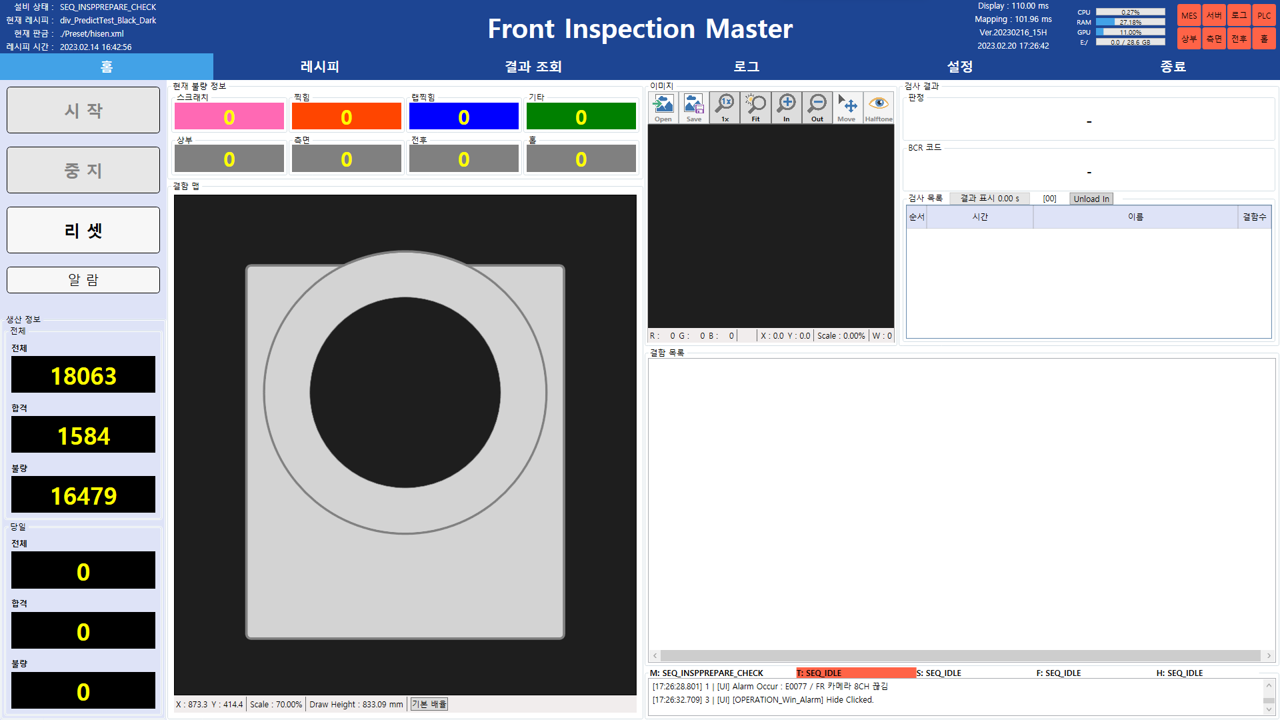 설비 상태 : SEQ_INSPPREPARE_CHECK
현재 레시피 : div_PredictTest_Black_Dark
현재 판금 : ./Preset/hisen.xml
레시피 시간 : 2023.02.14 16:42:56
Front Inspection Master
Display : 110.00 ms
Mapping : 101.96 ms
Ver.20230216_15H
2023.02.20 17:26:42
CPU 0.27%
RAM 27.18%
GPU 11.00%
E:/ 0.0 / 28.6 GB
MES 서버 로그 PLC
상부 측면 전후 홀
홈 레시피 결과 조회 로그 설정 종료
시 작
중 지
리 셋
알 람
생산 정보
전체
전체
18063
합격
1584
불량
16479
당일
전체
0
합격
0
불량
0
현재 불량 정보
스크래치 찍힘 랩찍힘 기타
0 0 0 0
상부 측면 전후 홀
0 0 0 0
결함 맵
X : 873.3 Y : 414.4 Scale : 70.00% Draw Height : 833.09 mm 기본 배율
이미지
1x
Open Save 1x Fit In Out Move Halftone
R : 0 G : 0 B : 0 X : 0.0 Y : 0.0 Scale : 0.00% W : 0
검사 결과
판정
-
BCR 코드
-
검사 목록 결과 표시 0.00 s [00] Unload In
순서 시간 이름 결함수
결함 목록
M: SEQ_INSPPREPARE_CHECK T: SEQ_IDLE S: SEQ_IDLE F: SEQ_IDLE H: SEQ_IDLE
[17:26:28.801] 1 | [UI] Alarm Occur : E0077 / FR 카메라 8CH 끊김
[17:26:32.709] 3 | [UI] [OPERATION_Win_Alarm] Hide Clicked.